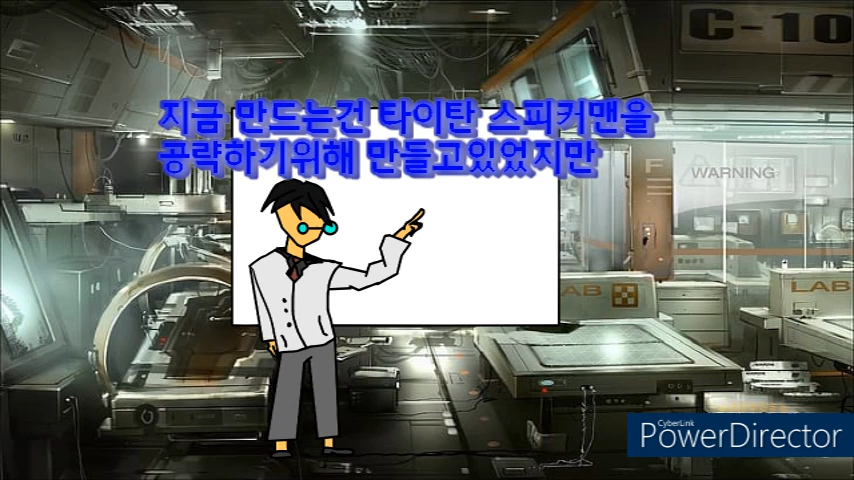 C-10
지금 만드는건 타이탄 스피커맨을
공략하기위해 만들고있었지만
F
WARNING
LAB
LAB
CyberLink
PowerDirector